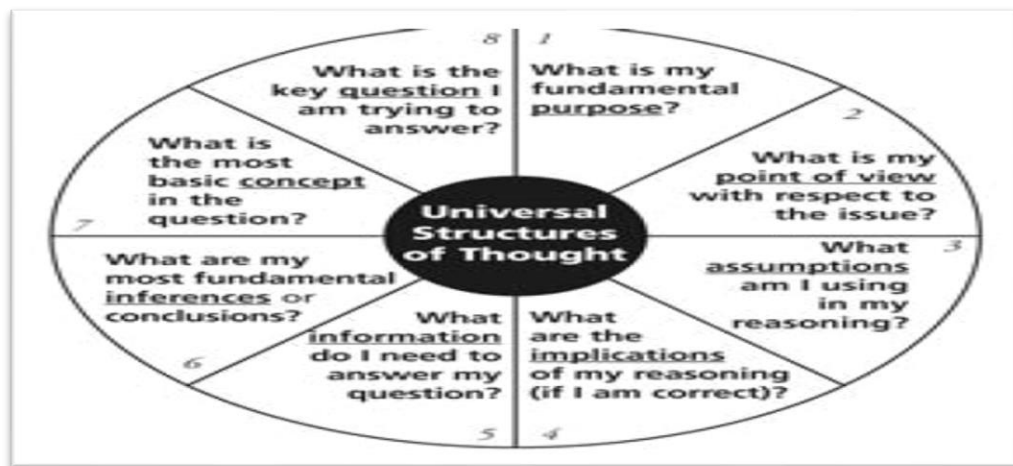 Universal
Structures
of Thought
1
What is my
fundamental
purpose?
2
What is my
point of view
with respect to
the issue?
3
What
assumptions
am I using
in my
reasoning?
4
What
are the
implications
of my reasoning
(if I am correct)?
5
What
information
do I need to
answer my
question?
6
What are my
most fundamental
inferences or
conclusions?
7
What is
the most
basic concept
in the
question?
8
What is the
key question I
am trying to
answer?